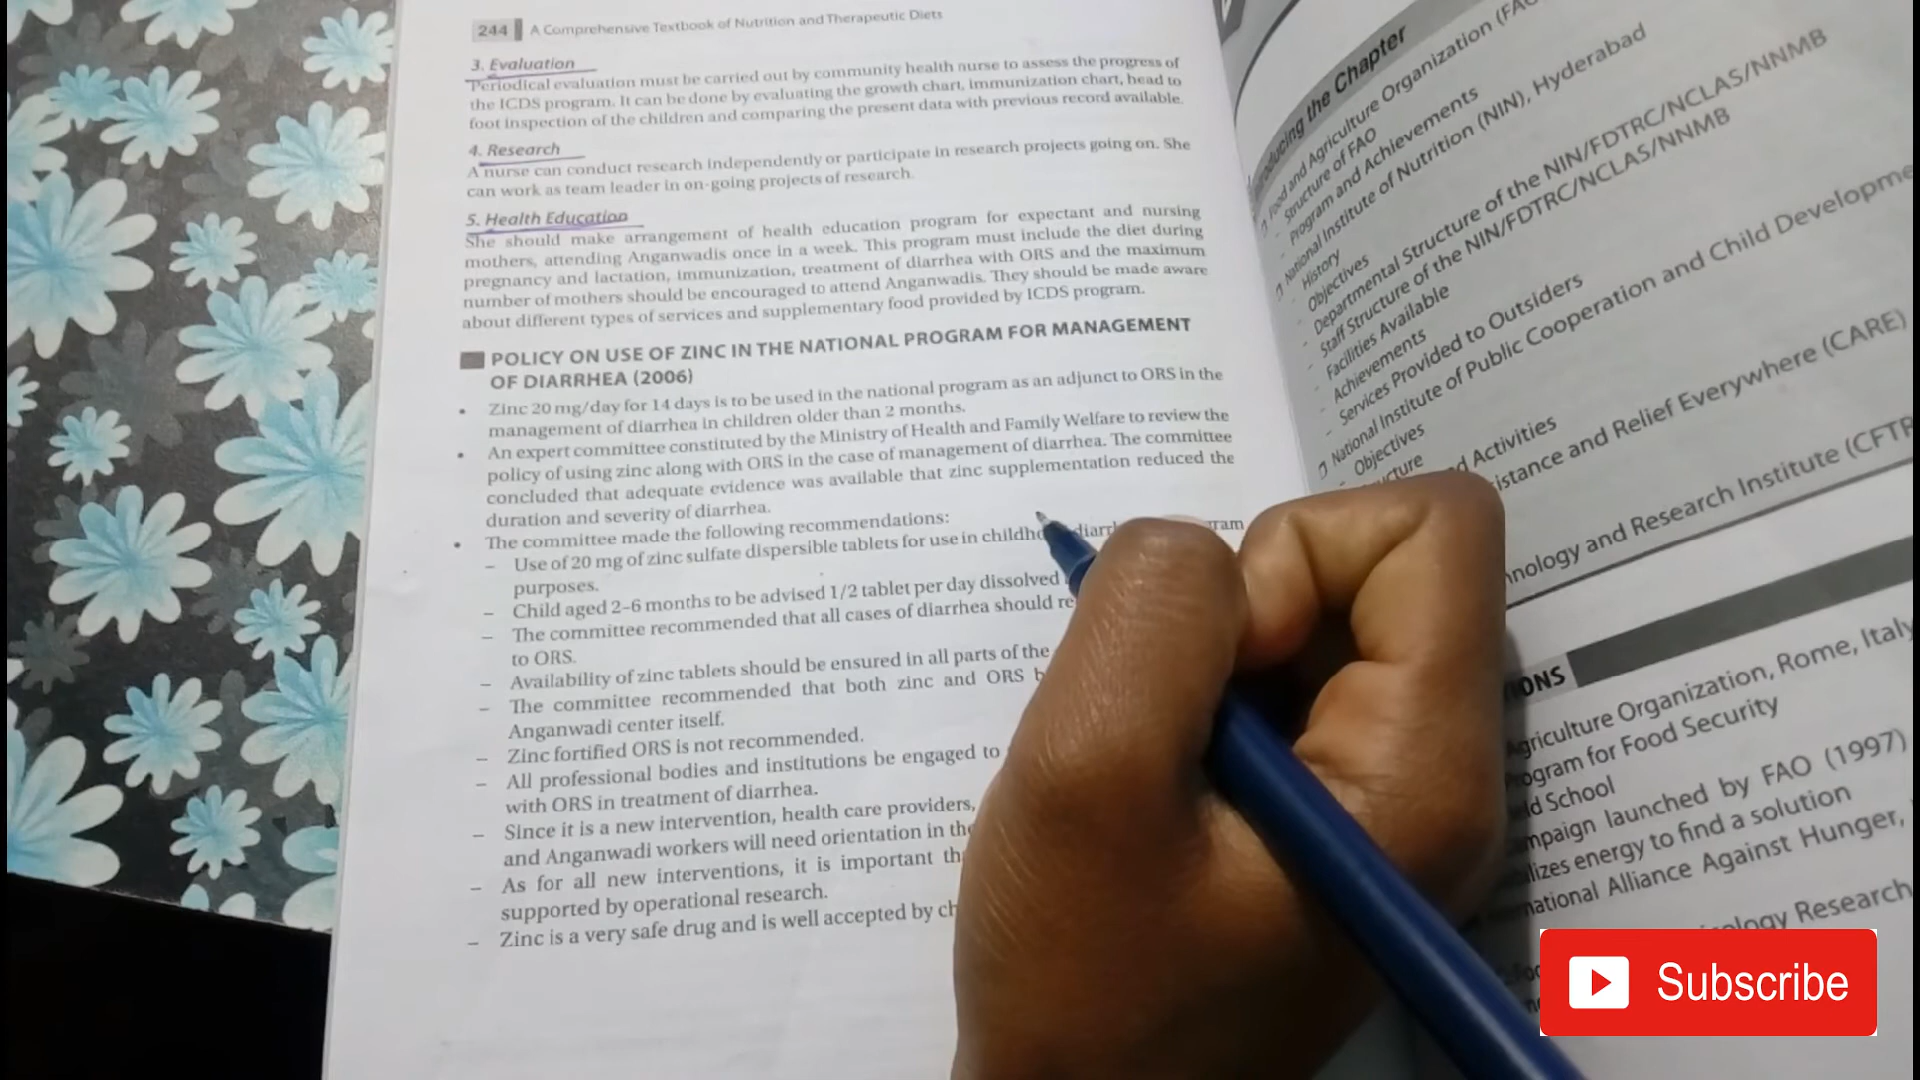 244 A Comprehensive Textbook of Nutrition and Therapeutic Diets
3. Evaluation
Periodical evaluation must be carried out by community health nurse to assess the progress of
the ICDS program. It can be done by evaluating the growth chart, immunization chart, head to
foot inspection of the children and comparing the present data with previous record available.
4. Research
A nurse can conduct research independently or participate in research projects going on. She
can work as team leader in on-going projects of research.
5. Health Education
She should make arrangement of health education program for expectant and nursing
mothers, attending Anganwadis once in a week. This program must include the diet during
pregnancy and lactation, immunization, treatment of diarrhea with ORS and the maximum
number of mothers should be encouraged to attend Anganwadis. They should be made aware
about different types of services and supplementary food provided by ICDS program.
POLICY ON USE OF ZINC IN THE NATIONAL PROGRAM FOR MANAGEMENT
OF DIARRHEA (2006)
• Zinc 20 mg/day for 14 days is to be used in the national program as an adjunct to ORS in the
management of diarrhea in children older than 2 months.
• An expert committee constituted by the Ministry of Health and Family Welfare to review the
policy of using zinc along with ORS in the case of management of diarrhea. The committee
concluded that adequate evidence was available that zinc supplementation reduced the
duration and severity of diarrhea.
• The committee made the following recommendations:
– Use of 20 mg of zinc sulfate dispersible tablets for use in
purposes.
– Child aged 2–6 months to be advised 1/2 tablet per day dissolved
– The committee recommended that all cases of diarrhea should
to ORS.
– Availability of zinc tablets should be ensured in all parts of the
– The committee recommended that both zinc and ORS
Anganwadi center itself.
– Zinc fortified ORS is not recommended.
– All professional bodies and institutions be engaged to
with ORS in treatment of diarrhea.
– Since it is a new intervention, health care providers,
and Anganwadi workers will need orientation in
– As for all new interventions, it is important
supported by operational research.
– Zinc is a very safe drug and is well accepted by
the Chapter
Food and Agriculture Organization
- Structure of FAO
- Program and Achievements
National Institute of Nutrition (NIN), Hyderabad
- History
- Objectives
- Departmental Structure of the NIN/FDTRC/NCLAS/NNMB
- Staff Structure of the NIN/FDTRC/NCLAS/NNMB
- Facilities Available
- Achievements
- Services Provided to Outsiders
National Institute of Public Cooperation and Child
- Objectives
Activities
and Relief Everywhere (CARE)
and Research Institute
Agriculture Organization, Rome, Italy
for Food Security
School
launched by FAO (1997)
energy to find a solution
Alliance Against Hunger,
Research
Subscribe